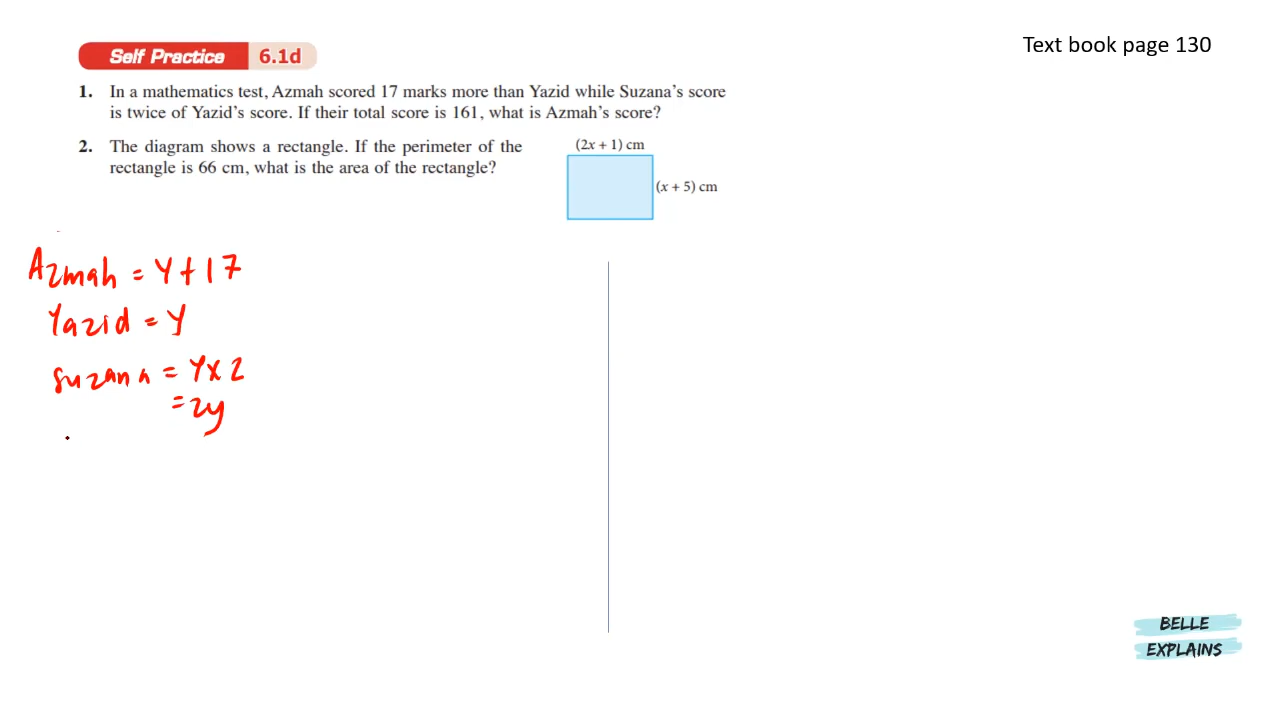 Text book page 130
Self Practice 6.1d
1. In a mathematics test, Azmah scored 17 marks more than Yazid while Suzana's score
is twice of Yazid's score. If their total score is 161, what is Azmah's score?
2. The diagram shows a rectangle. If the perimeter of the
rectangle is 66 cm, what is the area of the rectangle?
(2x + 1) cm
(x + 5) cm
Azmah = Y + 17
Yazid = Y
Suzana = Y x 2
= 2y
BELLE
EXPLAINS